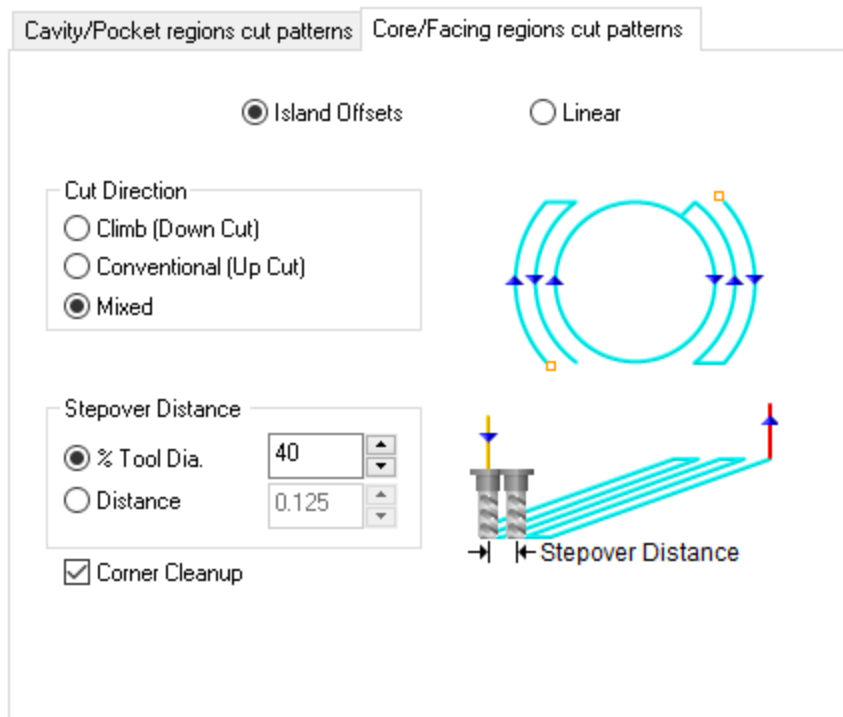 Cavity/Pocket regions cut patterns
Core/Facing regions cut patterns
Island Offsets
Linear
Cut Direction
Climb (Down Cut)
Conventional (Up Cut)
Mixed
Stepover Distance
% Tool Dia.
40
Distance
0.125
Stepover Distance
Corner Cleanup